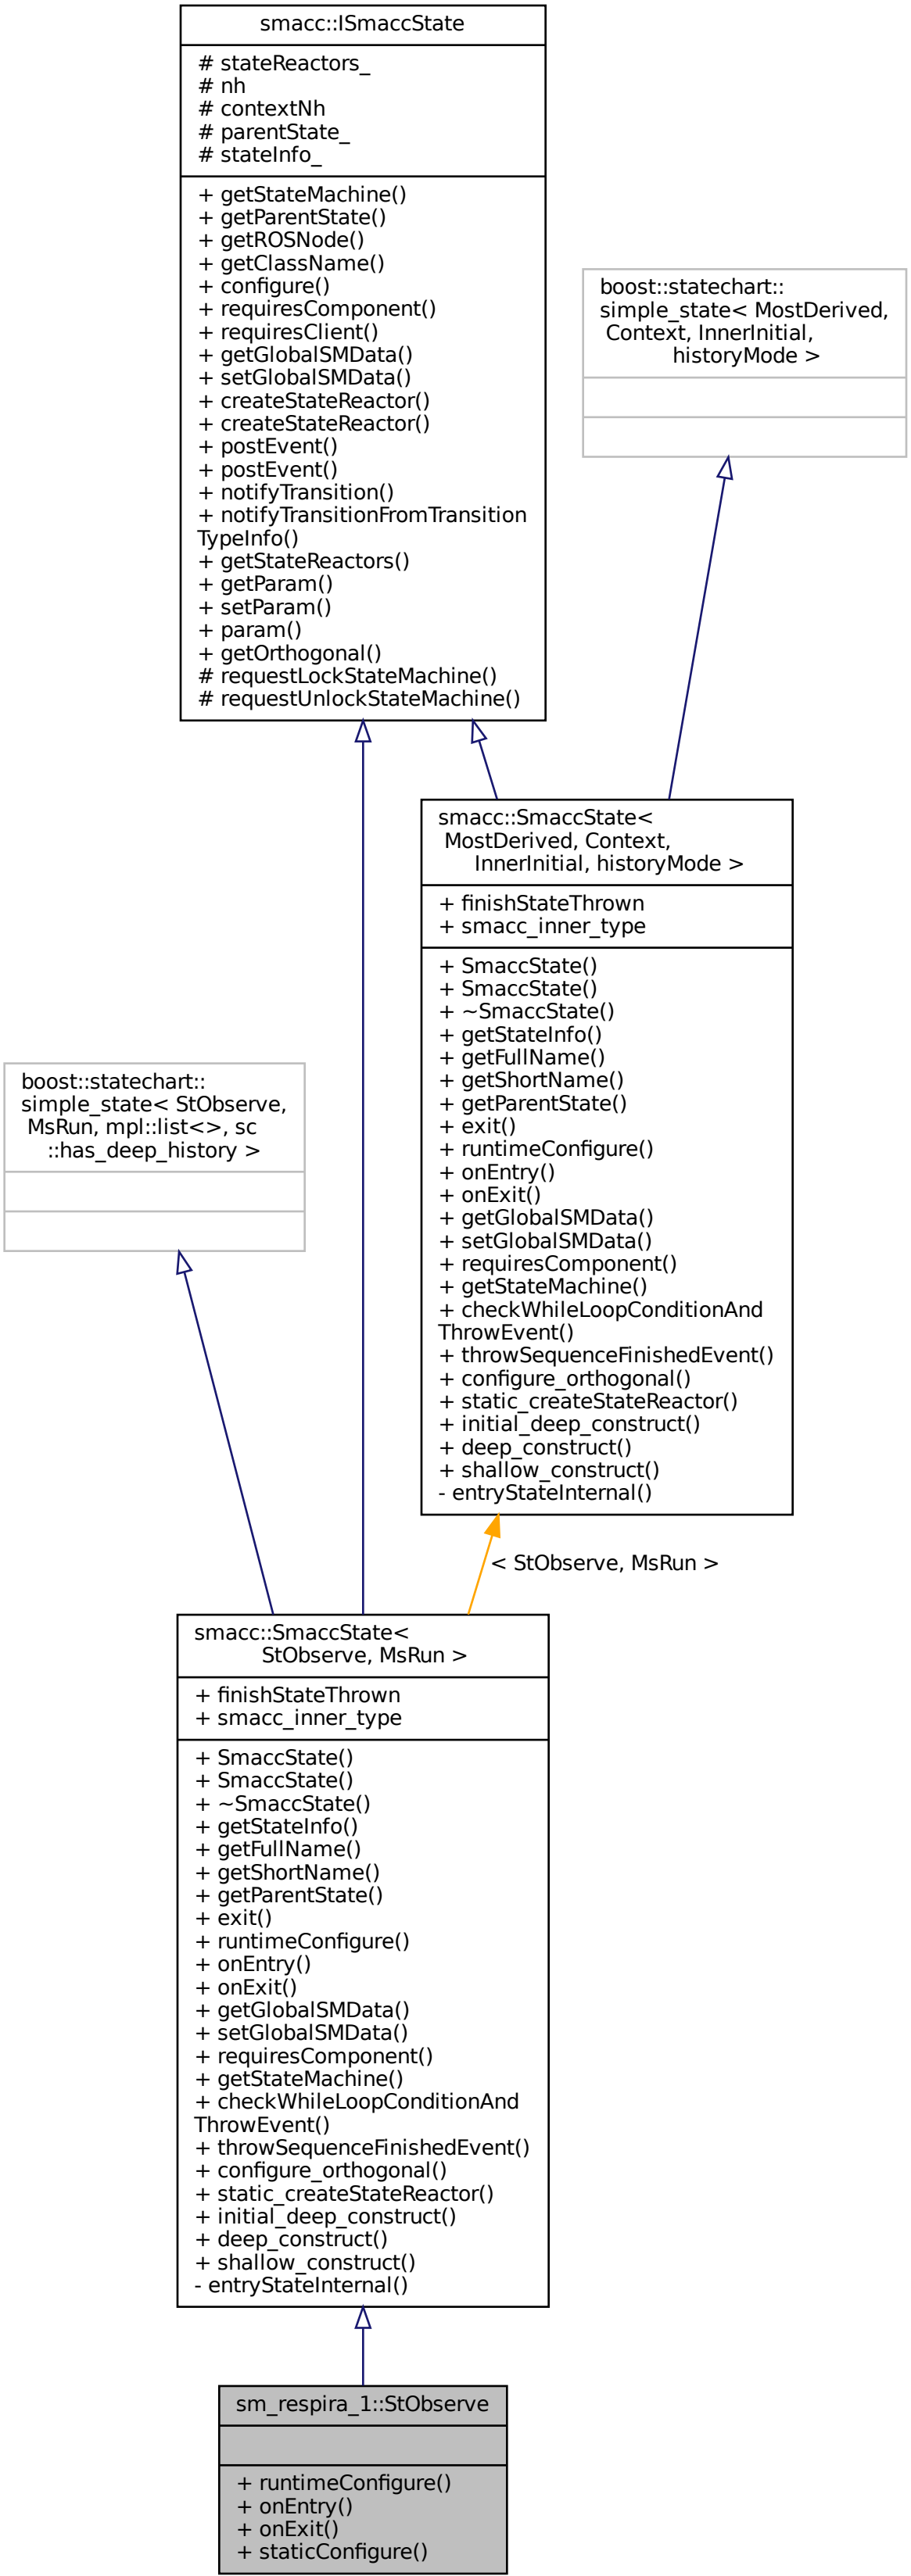 smacc::ISmaccState
# stateReactors_
# nh
# contextNh
# parentState_
# stateInfo_
+ getStateMachine()
+ getParentState()
+ getROSNode()
+ getClassName()
+ configure()
+ requiresComponent()
+ requiresClient()
+ getGlobalSMData()
+ setGlobalSMData()
+ createStateReactor()
+ createStateReactor()
+ postEvent()
+ postEvent()
+ notifyTransition()
+ notifyTransitionFromTransition
TypeInfo()
+ getStateReactors()
+ getParam()
+ setParam()
+ param()
+ getOrthogonal()
# requestLockStateMachine()
# requestUnlockStateMachine()
boost::statechart::
simple_state< MostDerived,
Context, InnerInitial,
historyMode >
smacc::SmaccState<
MostDerived, Context,
InnerInitial, historyMode >
+ finishStateThrown
+ smacc_inner_type
+ SmaccState()
+ SmaccState()
+ ~SmaccState()
+ getStateInfo()
+ getFullName()
+ getShortName()
+ getParentState()
+ exit()
+ runtimeConfigure()
+ onEntry()
+ onExit()
+ getGlobalSMData()
+ setGlobalSMData()
+ requiresComponent()
+ getStateMachine()
+ checkWhileLoopConditionAnd
ThrowEvent()
+ throwSequenceFinishedEvent()
+ configure_orthogonal()
+ static_createStateReactor()
+ initial_deep_construct()
+ deep_construct()
+ shallow_construct()
- entryStateInternal()
boost::statechart::
simple_state< StObserve,
MsRun, mpl::list<>, sc
::has_deep_history >
< StObserve, MsRun >
smacc::SmaccState<
StObserve, MsRun >
+ finishStateThrown
+ smacc_inner_type
+ SmaccState()
+ SmaccState()
+ ~SmaccState()
+ getStateInfo()
+ getFullName()
+ getShortName()
+ getParentState()
+ exit()
+ runtimeConfigure()
+ onEntry()
+ onExit()
+ getGlobalSMData()
+ setGlobalSMData()
+ requiresComponent()
+ getStateMachine()
+ checkWhileLoopConditionAnd
ThrowEvent()
+ throwSequenceFinishedEvent()
+ configure_orthogonal()
+ static_createStateReactor()
+ initial_deep_construct()
+ deep_construct()
+ shallow_construct()
- entryStateInternal()
sm_respira_1::StObserve
+ runtimeConfigure()
+ onEntry()
+ onExit()
+ staticConfigure()